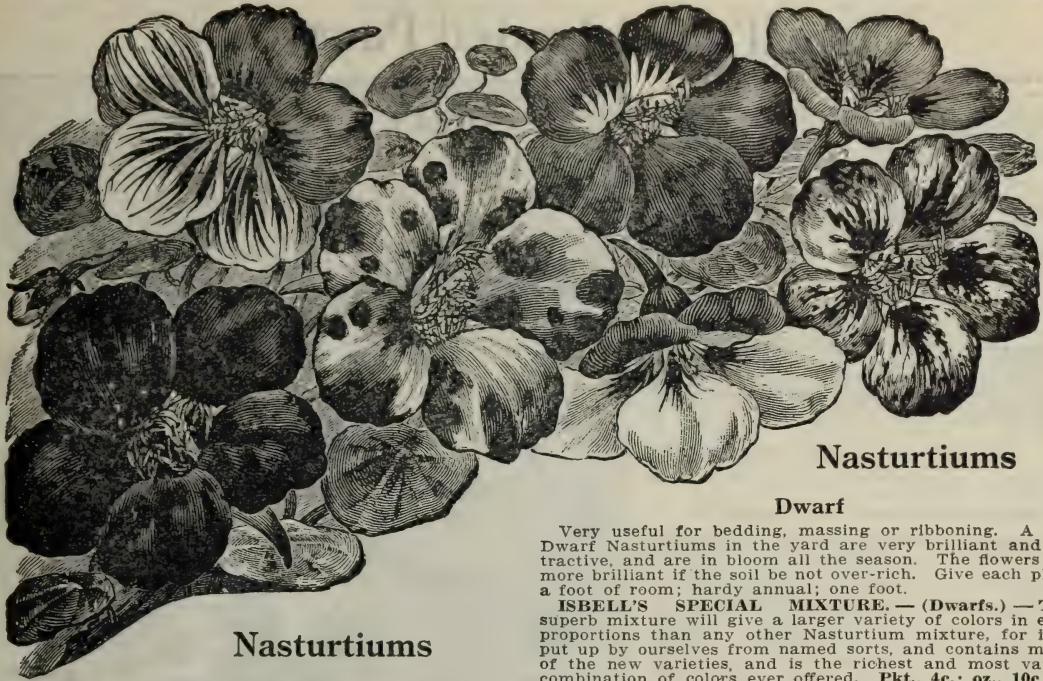 Nasturtiums
Nasturtiums
Dwarf
Very useful for bedding, massing or ribboning. A
Dwarf Nasturtiums in the yard are very brilliant and
tractive, and are in bloom all the season. The flowers
more brilliant if the soil be not over-rich. Give each p
a foot of room; hardy annual; one foot.
ISBELL'S SPECIAL MIXTURE. — (Dwarfs.) — T
superb mixture will give a larger variety of colors in e
proportions than any other Nasturtium mixture, for i
put up by ourselves from named sorts, and contains m
of the new varieties, and is the richest and most va
combination of colors ever offered. Pkt., 4c.; oz., 10c